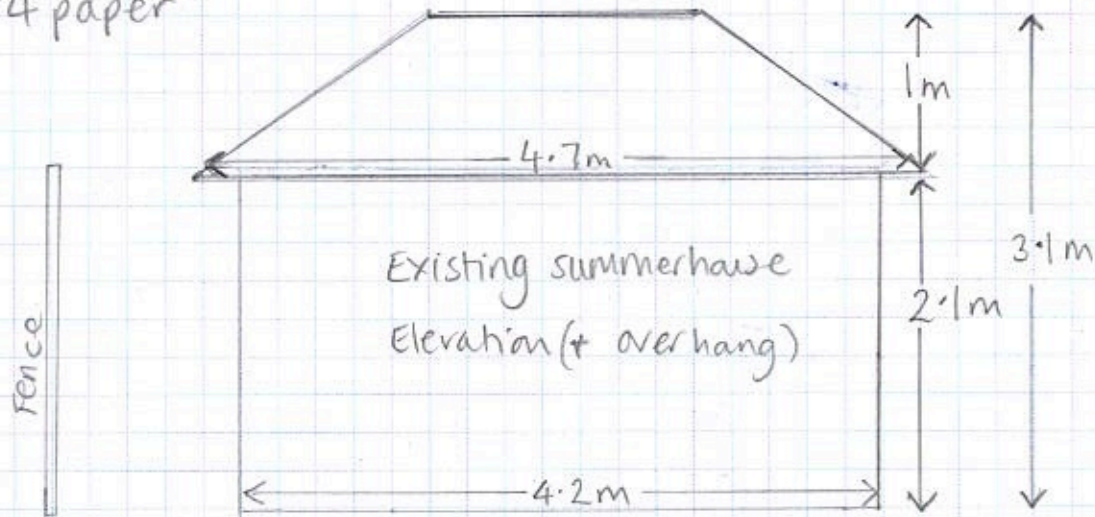 4 paper
1m
4.7m
Existing summerhouse
Elevation (+ overhang)
3.1m
2.1m
Fence
4.2m